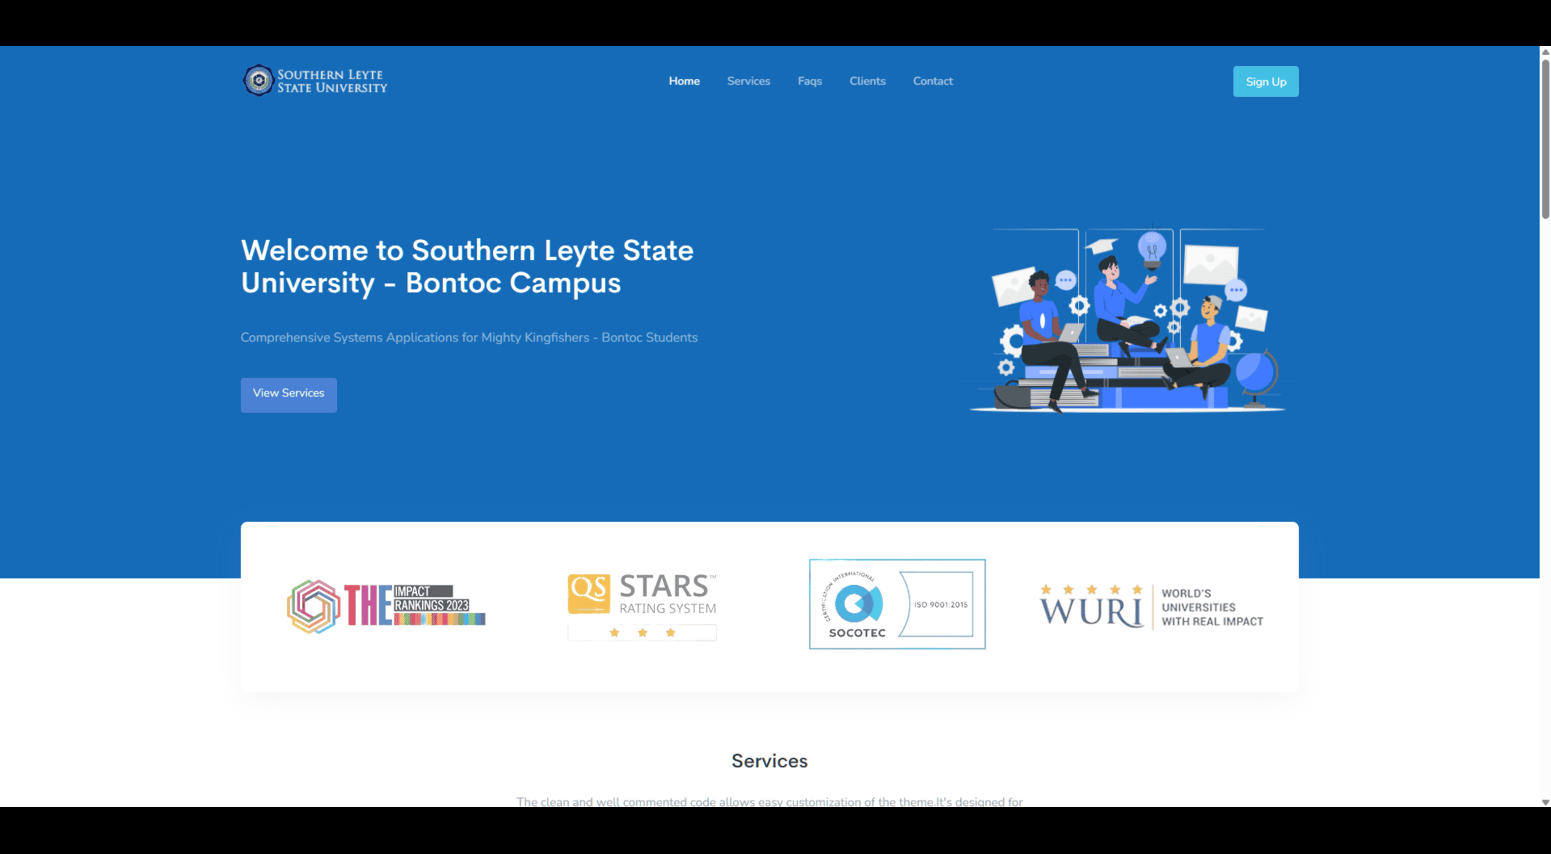 SOUTHERN LEYTE
STATE UNIVERSITY
Home
Services
Faqs
Clients
Contact
Sign Up
Welcome to Southern Leyte State
University - Bontoc Campus
Comprehensive Systems Applications for Mighty Kingfishers - Bontoc Students
View Services
THE IMPACT
RANKINGS 2023
QS STARS™
RATING SYSTEM
CERTIFICATION INTERNATIONAL
SOCOTEC
ISO 9001:2015
WURI
WORLD'S
UNIVERSITIES
WITH REAL IMPACT
Services
The clean and well commented code allows easy customization of the theme.It's designed for